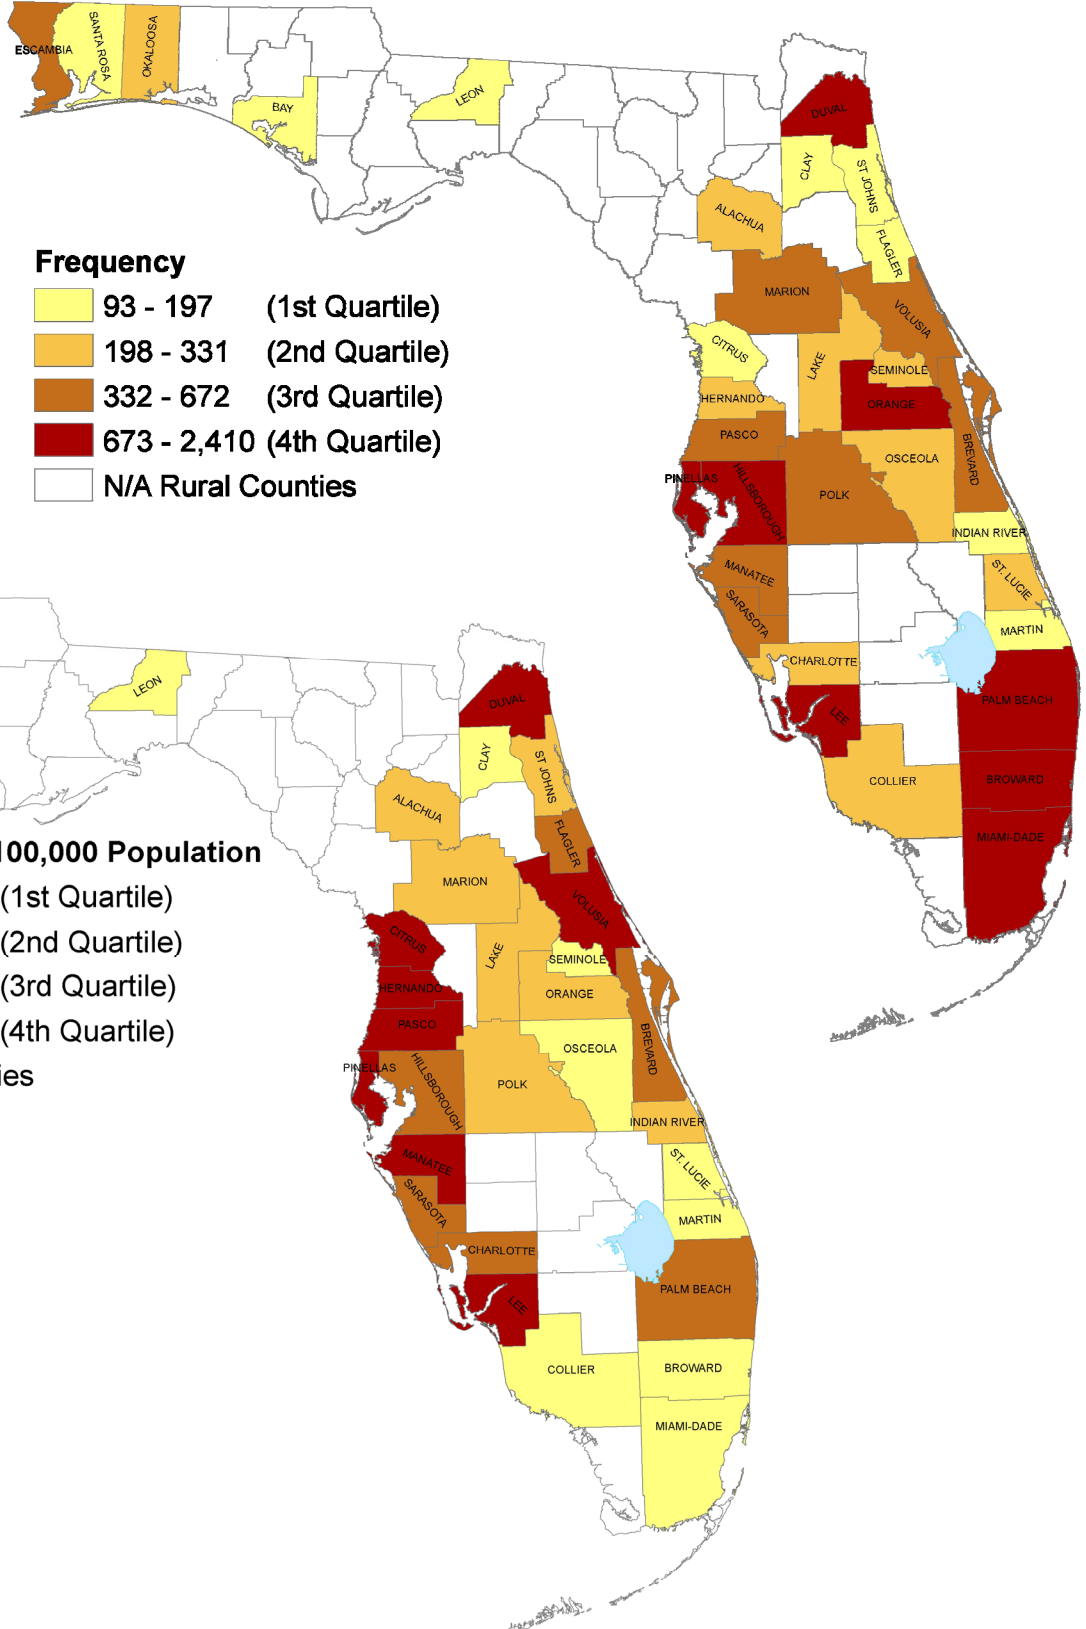 ESCAMBIA
SANTA ROSA
OKALOOSA
BAY
LEON
DUVAL
CLAY
ST JOHNS
ALACHUA
FLAGLER
MARION
VOLUSIA
CITRUS
LAKE
SEMINOLE
HERNANDO
ORANGE
PASCO
OSCEOLA
BREVARD
PINELLAS
HILLSBOROUGH
POLK
INDIAN RIVER
MANATEE
ST. LUCIE
SARASOTA
MARTIN
CHARLOTTE
PALM BEACH
LEE
COLLIER
BROWARD
MIAMI-DADE
Frequency
93 - 197 (1st Quartile)
198 - 331 (2nd Quartile)
332 - 672 (3rd Quartile)
673 - 2,410 (4th Quartile)
N/A Rural Counties
LEON
DUVAL
CLAY
ST JOHNS
ALACHUA
FLAGLER
MARION
VOLUSIA
CITRUS
LAKE
SEMINOLE
HERNANDO
ORANGE
PASCO
OSCEOLA
BREVARD
PINELLAS
HILLSBOROUGH
POLK
INDIAN RIVER
MANATEE
ST. LUCIE
SARASOTA
MARTIN
CHARLOTTE
PALM BEACH
LEE
COLLIER
BROWARD
MIAMI-DADE
100,000 Population
(1st Quartile)
(2nd Quartile)
(3rd Quartile)
(4th Quartile)
ies